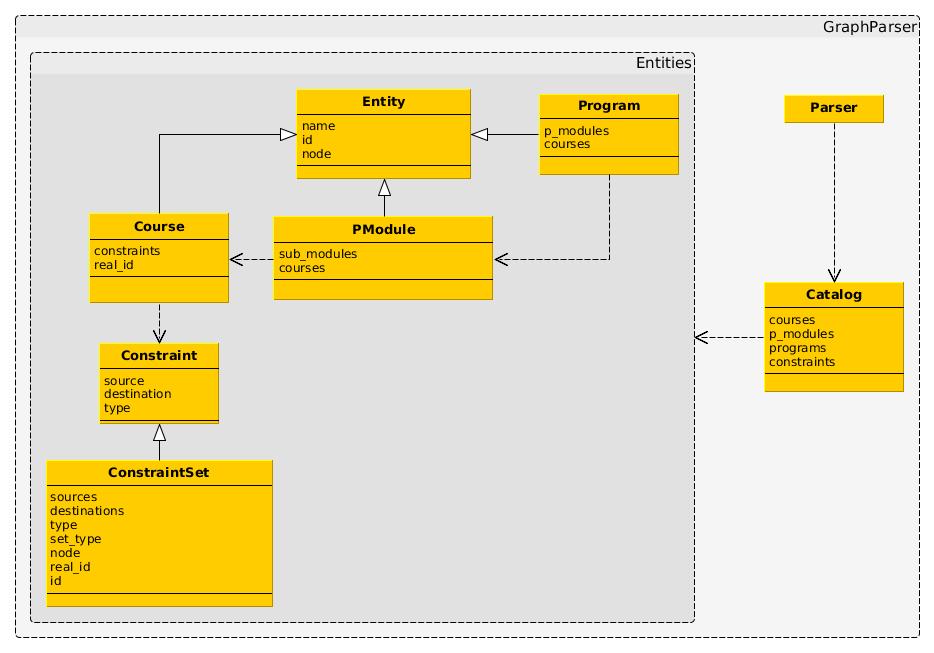 GraphParser
Entities
Entity
name
id
node
Program
p_modules
courses
Parser
Course
constraints
real_id
PModule
sub_modules
courses
Catalog
courses
p_modules
programs
constraints
Constraint
source
destination
type
ConstraintSet
sources
destinations
type
set_type
node
real_id
id